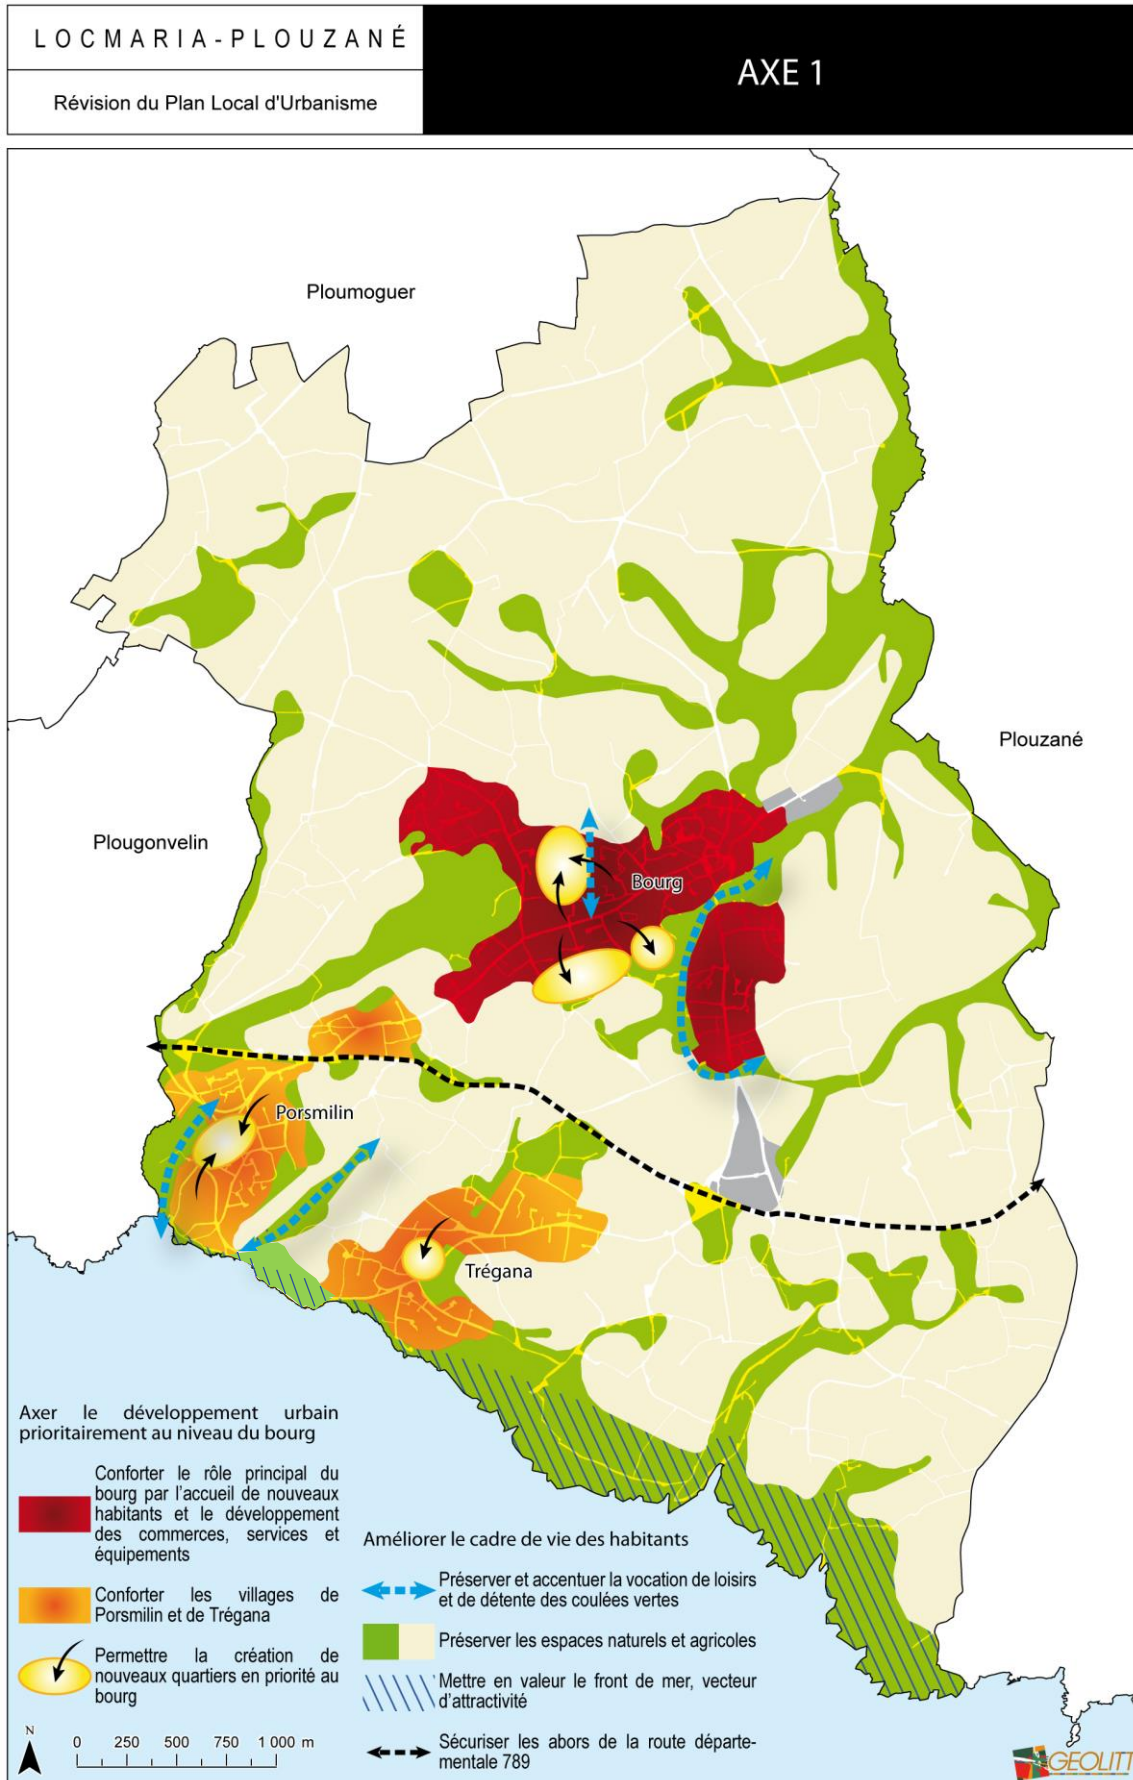 LOCMARIA-PLOUZANÉ
Révision du Plan Local d'Urbanisme
AXE 1
Ploumoguer
Plouzané
Plougonvelin
Bourg
Porsmilin
Trégana
Axer le développement urbain
prioritairement au niveau du bourg
Conforter le rôle principal du
bourg par l'accueil de nouveaux
habitants et le développement
des commerces, services et
équipements
Conforter les villages de
Porsmilin et de Trégana
Permettre la création de
nouveaux quartiers en priorité au
bourg
N
0 250 500 750 1 000 m
Améliorer le cadre de vie des habitants
Préserver et accentuer la vocation de loisirs
et de détente des coulées vertes
Préserver les espaces naturels et agricoles
Mettre en valeur le front de mer, vecteur
d'attractivité
Sécuriser les abors de la route départe-
mentale 789
GEOLITT